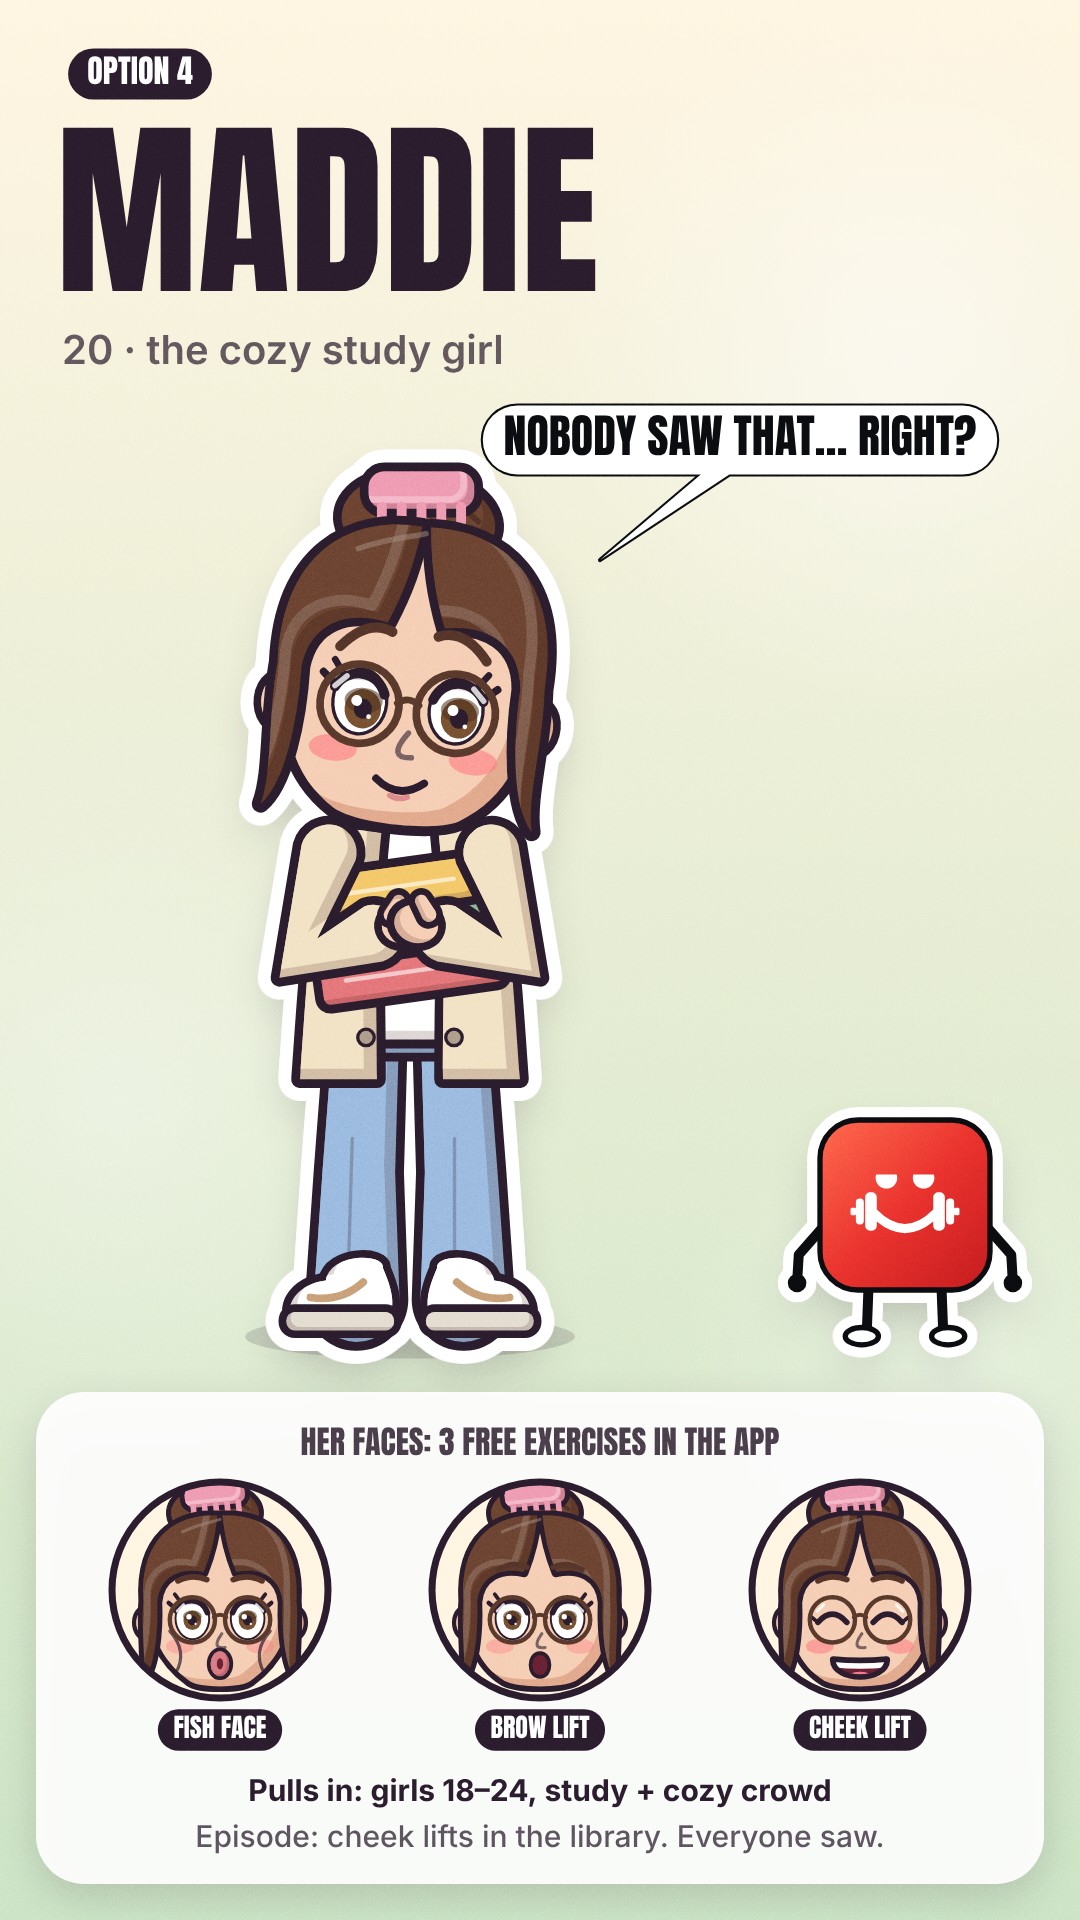 OPTION 4
MADDIE
20 · the cozy study girl
NOBODY SAW THAT... RIGHT?
HER FACES: 3 FREE EXERCISES IN THE APP
FISH FACE
BROW LIFT
CHEEK LIFT
Pulls in: girls 18–24, study + cozy crowd
Episode: cheek lifts in the library. Everyone saw.